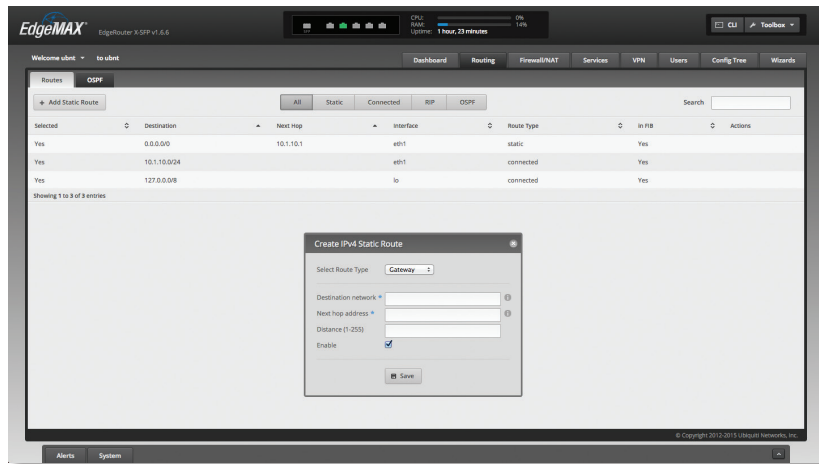 EdgeMAX® EdgeRouter X-SFP v1.6.6
SFP
CPU: 0%
RAM: 14%
Uptime: 1 hour, 23 minutes
CLI Toolbox
Welcome ubnt to ubnt
Dashboard Routing Firewall/NAT Services VPN Users Config Tree Wizards
Routes OSPF
+ Add Static Route All Static Connected RIP OSPF Search
Selected Destination Next Hop Interface Route Type In FIB Actions
Yes 0.0.0.0/0 10.1.10.1 eth1 static Yes
Yes 10.1.10.0/24 eth1 connected Yes
Yes 127.0.0.0/8 lo connected Yes
Showing 1 to 3 of 3 entries
Create IPv4 Static Route
Select Route Type Gateway
Destination network *
Next hop address *
Distance (1-255)
Enable
Save
© Copyright 2012-2015 Ubiquiti Networks, Inc.
Alerts System